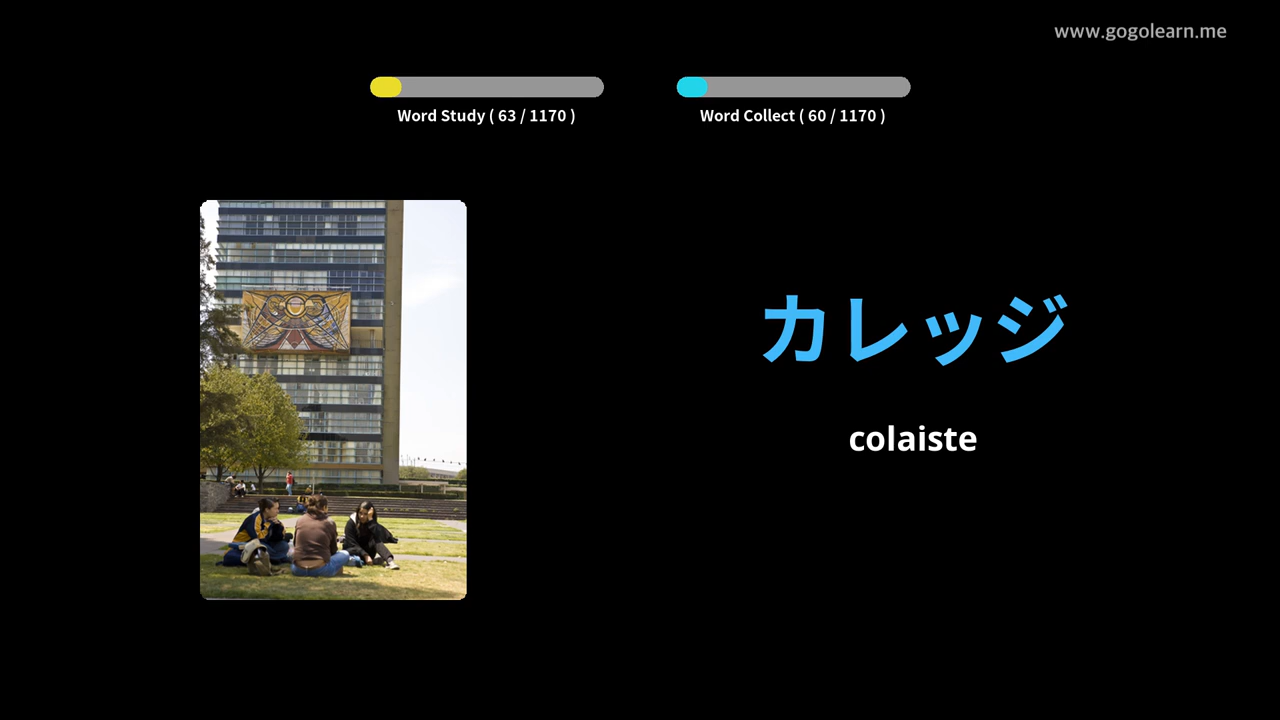 www.gogolearn.me
Word Study ( 63 / 1170 )
Word Collect ( 60 / 1170 )
カレッジ
colaiste